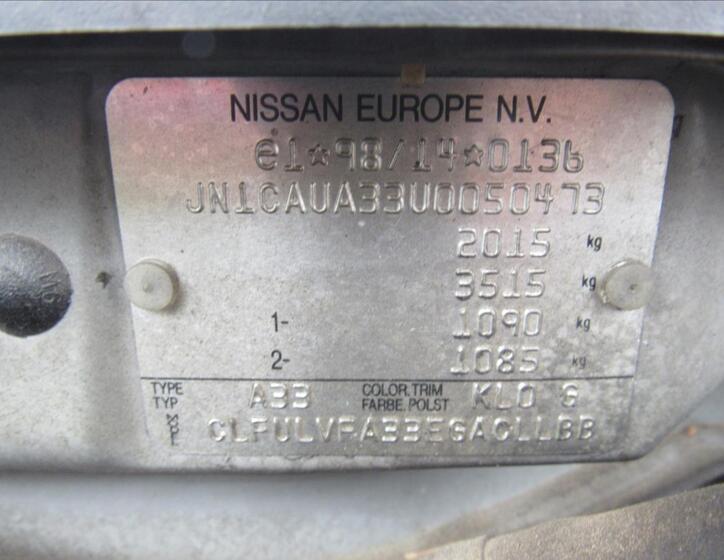 NISSAN EUROPE N.V.
e1*98/14*0136
JN1CAUA33U0050473
2015 kg
3515 kg
1- 1090 kg
2- 1085 kg
TYPE A33 COLOR.TRIM KL0 G
TYP FARBE.POLST
CLFULVFA33EGACLLBB